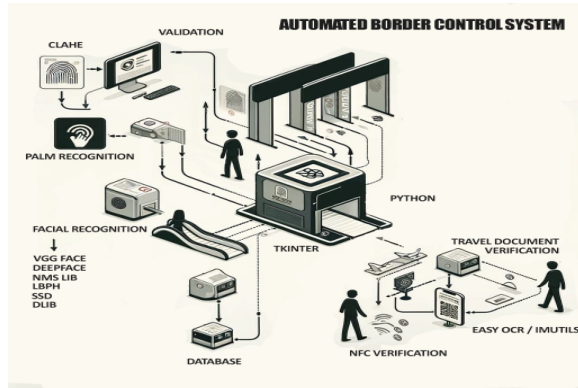 AUTOMATED BORDER CONTROL SYSTEM
VALIDATION
CLAHE
PALM RECOGNITION
PYTHON
FACIAL RECOGNITION
TKINTER
TRAVEL DOCUMENT
VERIFICATION
VGG FACE
DEEPFACE
NMS LIB
LBPH
SSD
DLIB
EASY OCR / IMUTILS
NFC VERIFICATION
DATABASE